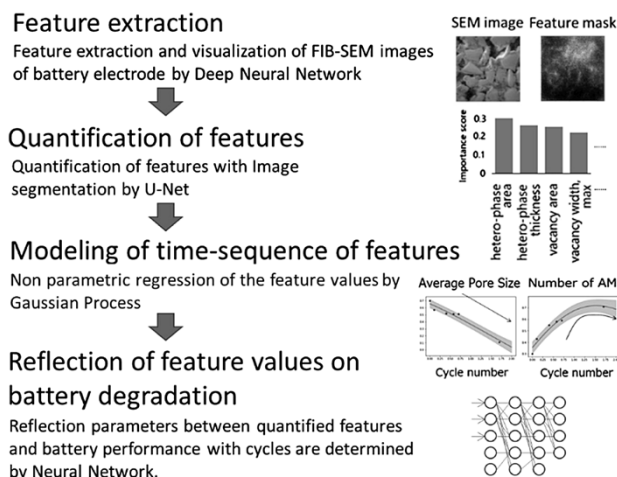 Feature extraction
Feature extraction and visualization of FIB-SEM images
of battery electrode by Deep Neural Network
SEM image Feature mask
Quantification of features
Quantification of features with Image
segmentation by U-Net
Importance score
0.3
0.2
0.1
0
hetero-phase area
hetero-phase thickness
vacancy area
vacancy width, max
......
......
Modeling of time-sequence of features
Non parametric regression of the feature values by
Gaussian Process
Average Pore Size
Cycle number
Number of AM
Cycle number
Reflection of feature values on
battery degradation
Reflection parameters between quantified features
and battery performance with cycles are determined
by Neural Network.